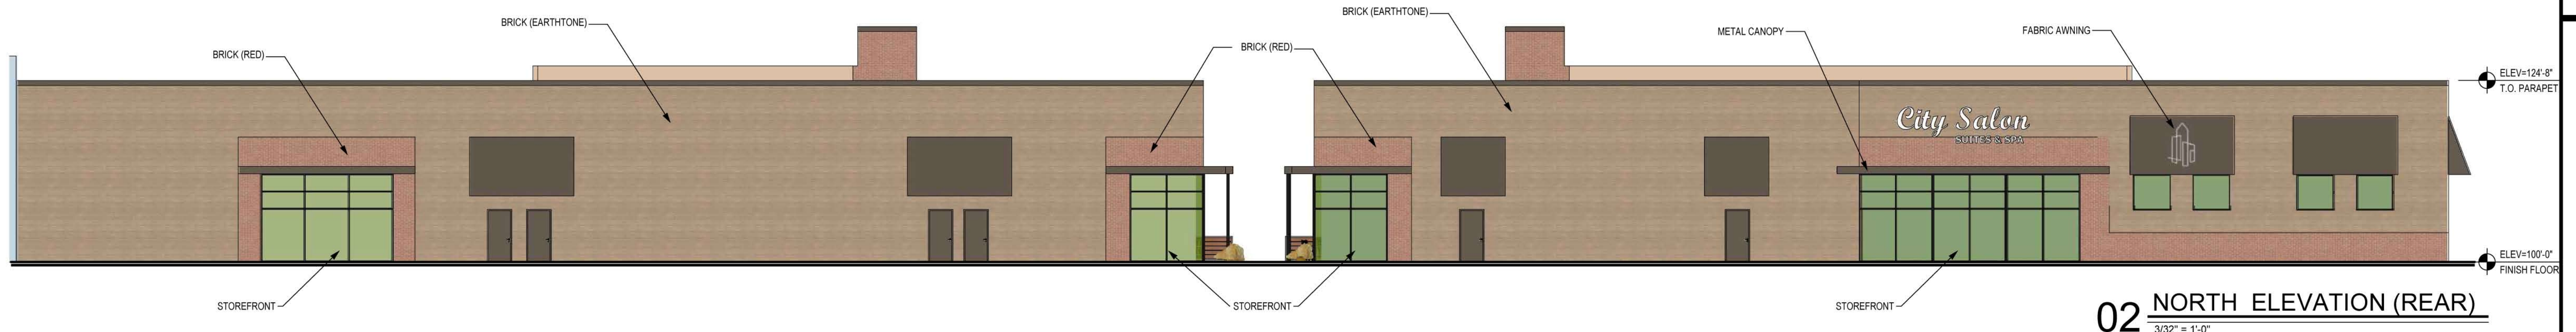 BRICK (EARTHTONE)
BRICK (RED)
BRICK (RED)
BRICK (EARTHTONE)
METAL CANOPY
FABRIC AWNING
ELEV=124'-8"
T.O. PARAPET
City Salon
SUITES & SPA
ELEV=100'-0"
FINISH FLOOR
STOREFRONT
STOREFRONT
STOREFRONT
02 NORTH ELEVATION (REAR)
3/32" = 1'-0"